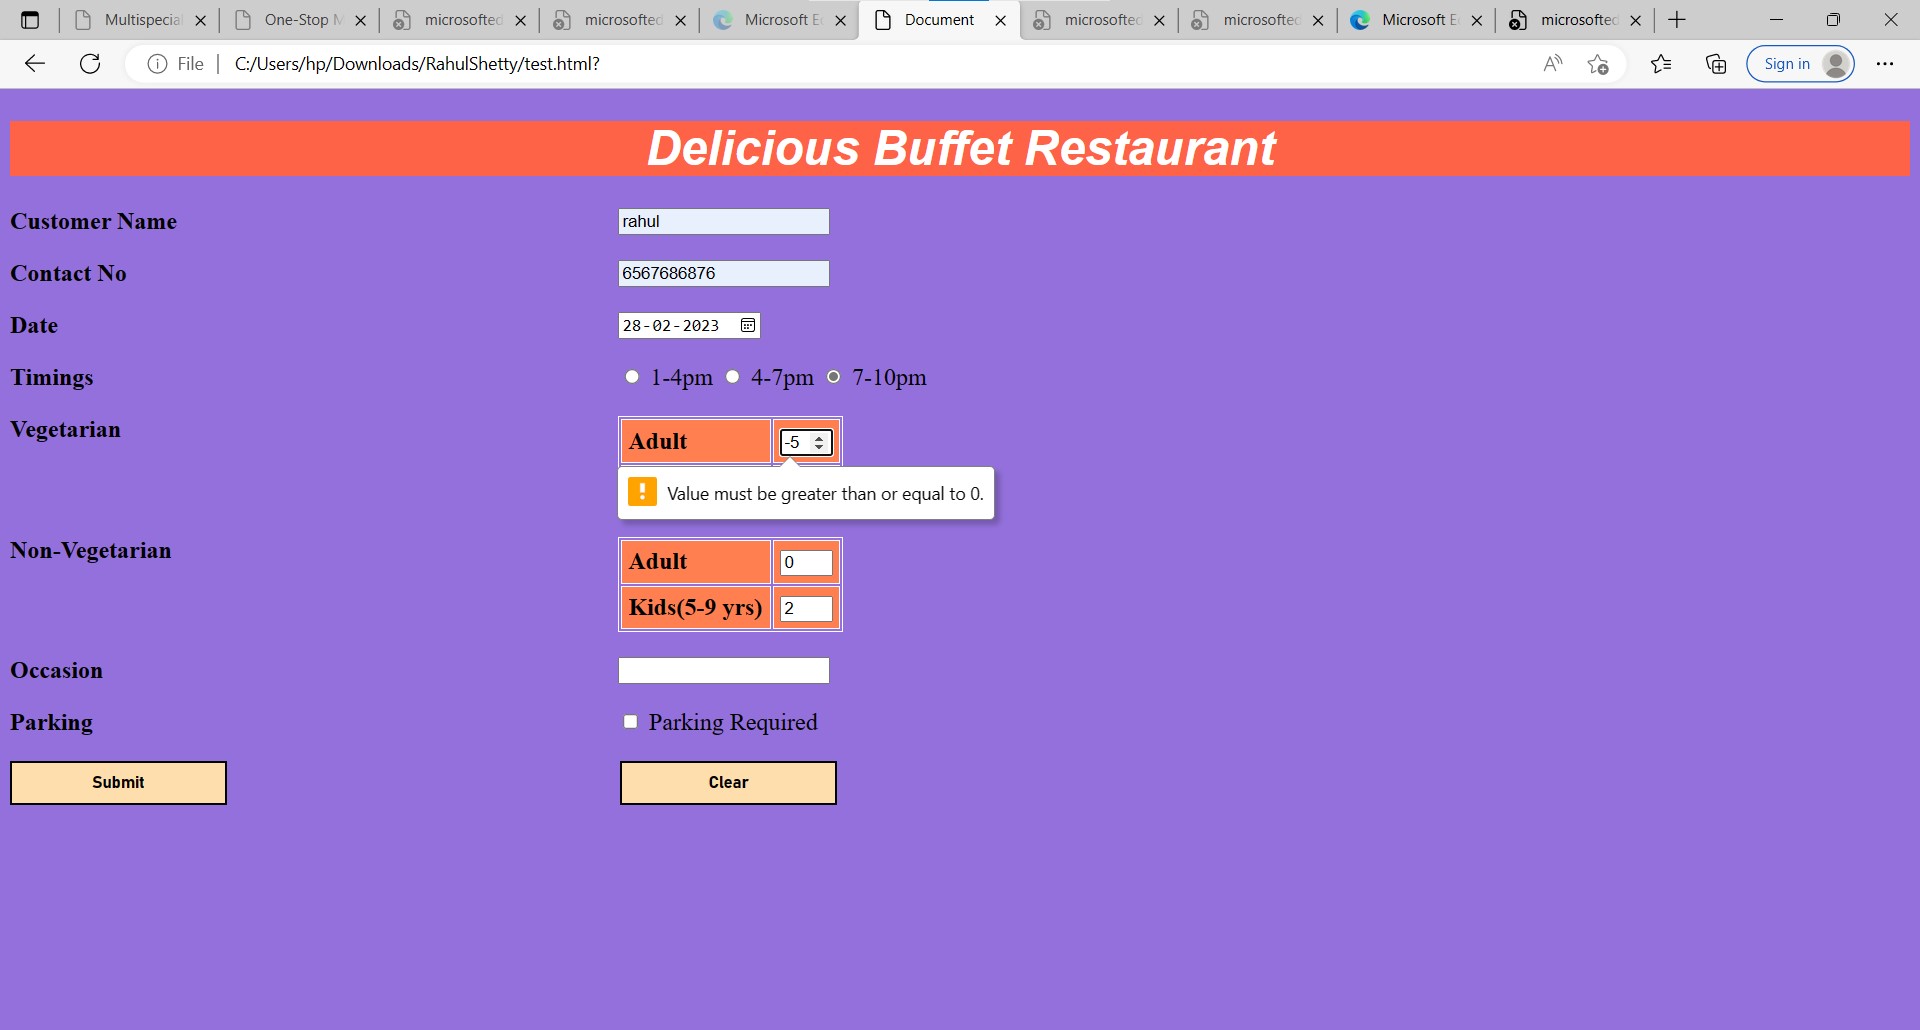 Multispecia
One-Stop M
microsofted
microsofted
Microsoft E
Document
microsofted
microsofted
Microsoft E
microsofted
File
C:/Users/hp/Downloads/RahulShetty/test.html?
Sign in
Delicious Buffet Restaurant
Customer Name rahul
Contact No 6567686876
Date 28-02-2023
Timings 1-4pm 4-7pm 7-10pm
Vegetarian Adult -5
! Value must be greater than or equal to 0.
Non-Vegetarian Adult 0
Kids(5-9 yrs) 2
Occasion
Parking Parking Required
Submit Clear